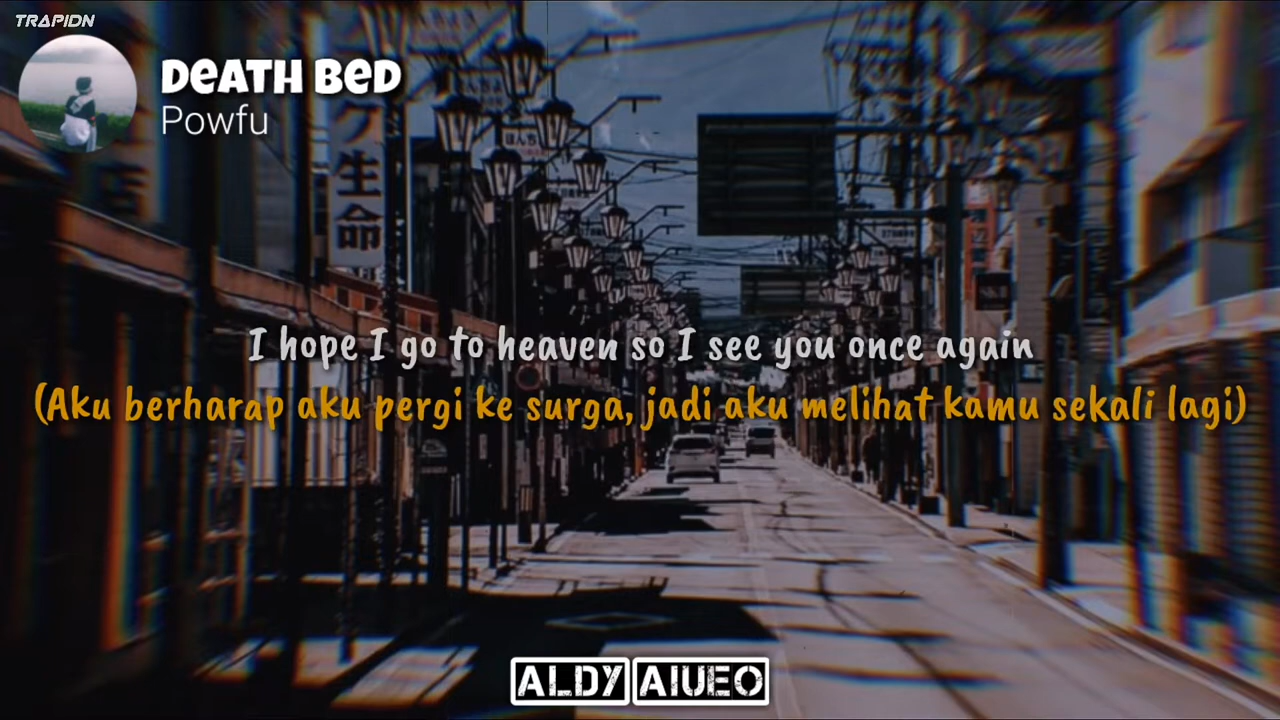 TRAPIDN
DEATH BED
Powfu
生命
I hope I go to heaven so I see you once again
(Aku berharap aku pergi ke surga, jadi aku melihat kamu sekali lagi)
ALDY AIUEO